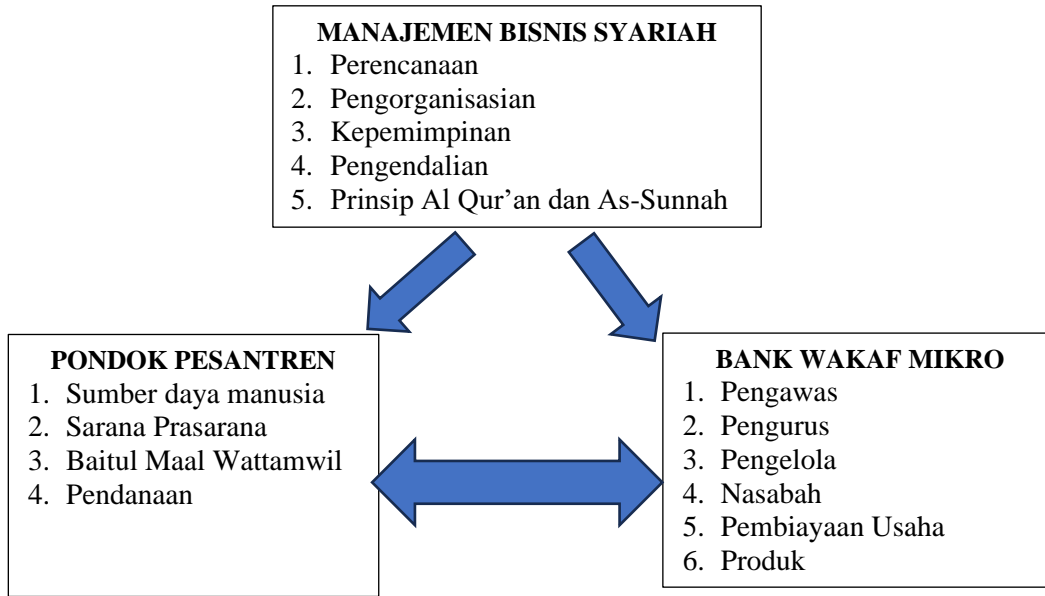 MANAJEMEN BISNIS SYARIAH
1. Perencanaan
2. Pengorganisasian
3. Kepemimpinan
4. Pengendalian
5. Prinsip Al Qur’an dan As-Sunnah
PONDOK PESANTREN
1. Sumber daya manusia
2. Sarana Prasarana
3. Baitul Maal Wattamwil
4. Pendanaan
BANK WAKAF MIKRO
1. Pengawas
2. Pengurus
3. Pengelola
4. Nasabah
5. Pembiayaan Usaha
6. Produk